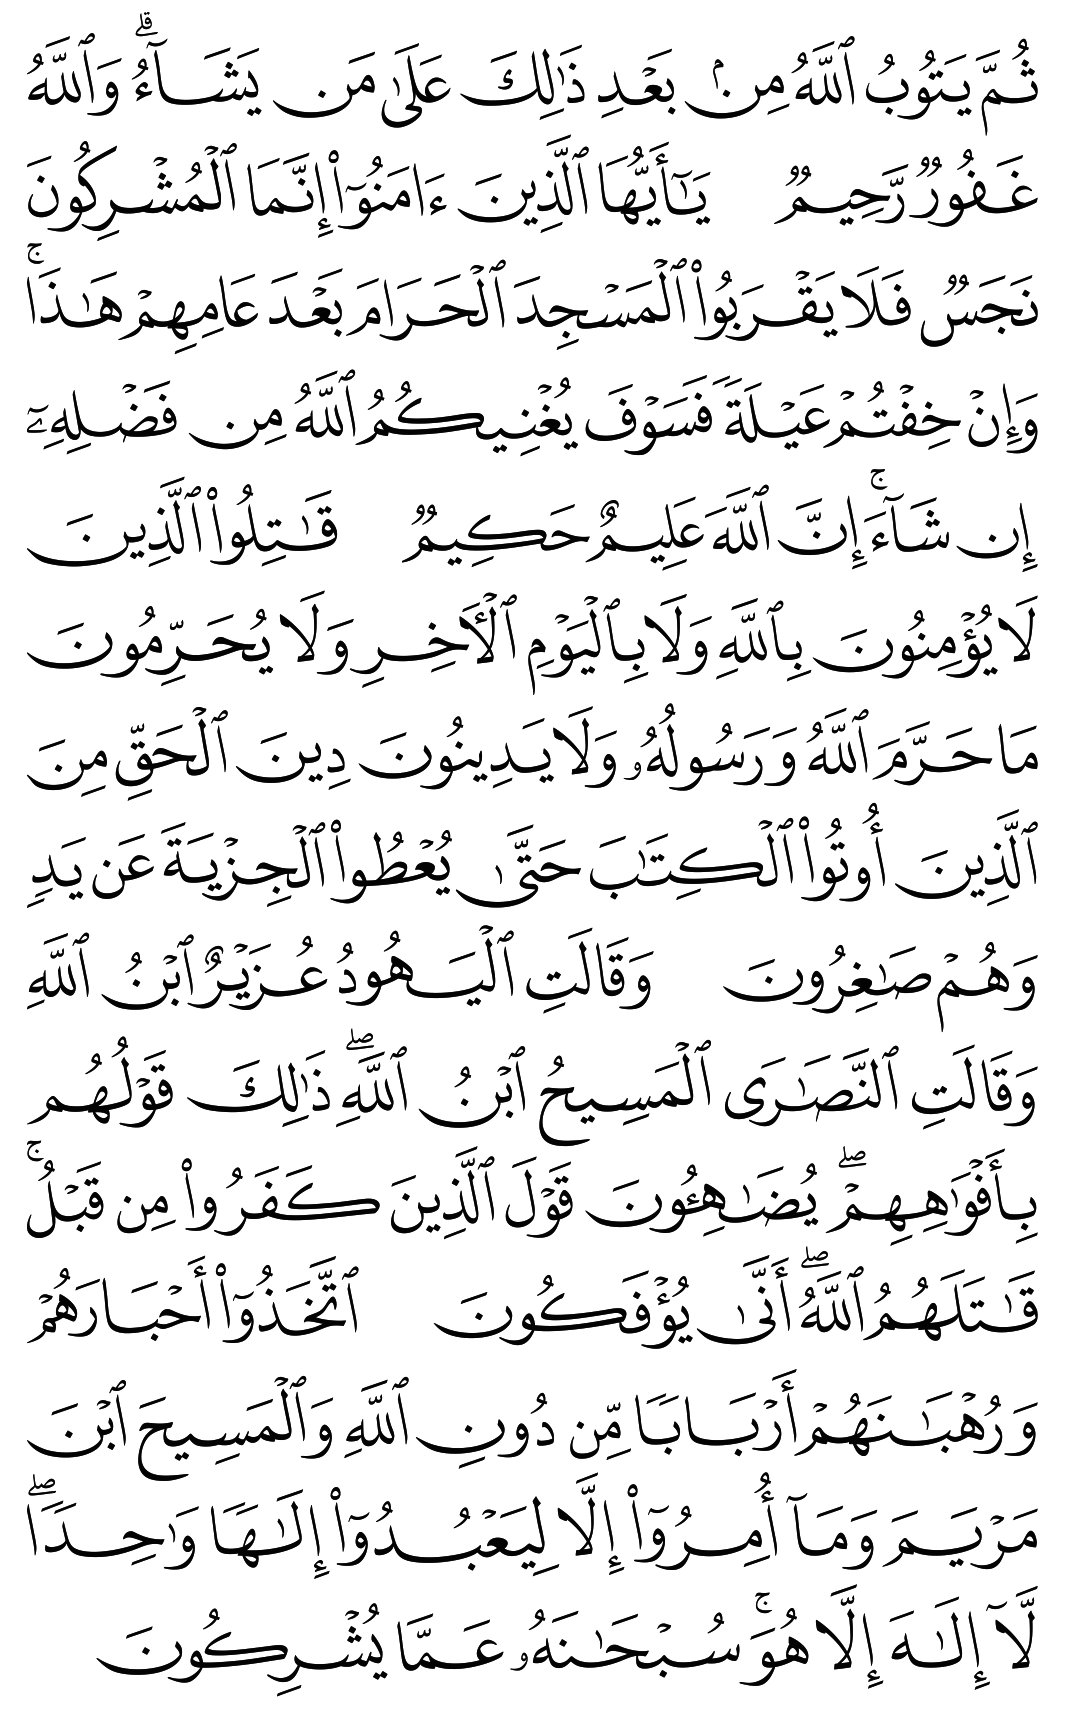 ثُمَّ يَتُوبُ ٱللَّهُ مِنۢ بَعۡدِ ذَٰلِكَ عَلَىٰ مَن يَشَآءُۗ وَٱللَّهُ
غَفُورٞ رَّحِيمٞ يَٰٓأَيُّهَا ٱلَّذِينَ ءَامَنُوٓاْ إِنَّمَا ٱلۡمُشۡرِكُونَ
نَجَسٞ فَلَا يَقۡرَبُواْ ٱلۡمَسۡجِدَ ٱلۡحَرَامَ بَعۡدَ عَامِهِمۡ هَٰذَاۚ
وَإِنۡ خِفۡتُمۡ عَيۡلَةٗ فَسَوۡفَ يُغۡنِيكُمُ ٱللَّهُ مِن فَضۡلِهِۦٓ
إِن شَآءَۚ إِنَّ ٱللَّهَ عَلِيمٌ حَكِيمٞ قَٰتِلُواْ ٱلَّذِينَ
لَا يُؤۡمِنُونَ بِٱللَّهِ وَلَا بِٱلۡيَوۡمِ ٱلۡأٓخِرِ وَلَا يُحَرِّمُونَ
مَا حَرَّمَ ٱللَّهُ وَرَسُولُهُۥ وَلَا يَدِينُونَ دِينَ ٱلۡحَقِّ مِنَ
ٱلَّذِينَ أُوتُواْ ٱلۡكِتَٰبَ حَتَّىٰ يُعۡطُواْ ٱلۡجِزۡيَةَ عَن يَدٖ
وَهُمۡ صَٰغِرُونَ وَقَالَتِ ٱلۡيَهُودُ عُزَيۡرٌ ٱبۡنُ ٱللَّهِ
وَقَالَتِ ٱلنَّصَٰرَى ٱلۡمَسِيحُ ٱبۡنُ ٱللَّهِۖ ذَٰلِكَ قَوۡلُهُم
بِأَفۡوَٰهِهِمۡۖ يُضَٰهِـُٔونَ قَوۡلَ ٱلَّذِينَ كَفَرُواْ مِن قَبۡلُۚ
قَٰتَلَهُمُ ٱللَّهُۖ أَنَّىٰ يُؤۡفَكُونَ ٱتَّخَذُوٓاْ أَحۡبَارَهُمۡ
وَرُهۡبَٰنَهُمۡ أَرۡبَابٗا مِّن دُونِ ٱللَّهِ وَٱلۡمَسِيحَ ٱبۡنَ
مَرۡيَمَ وَمَآ أُمِرُوٓاْ إِلَّا لِيَعۡبُدُوٓاْ إِلَٰهٗا وَٰحِدٗاۖ
لَّآ إِلَٰهَ إِلَّا هُوَۚ سُبۡحَٰنَهُۥ عَمَّا يُشۡرِكُونَ